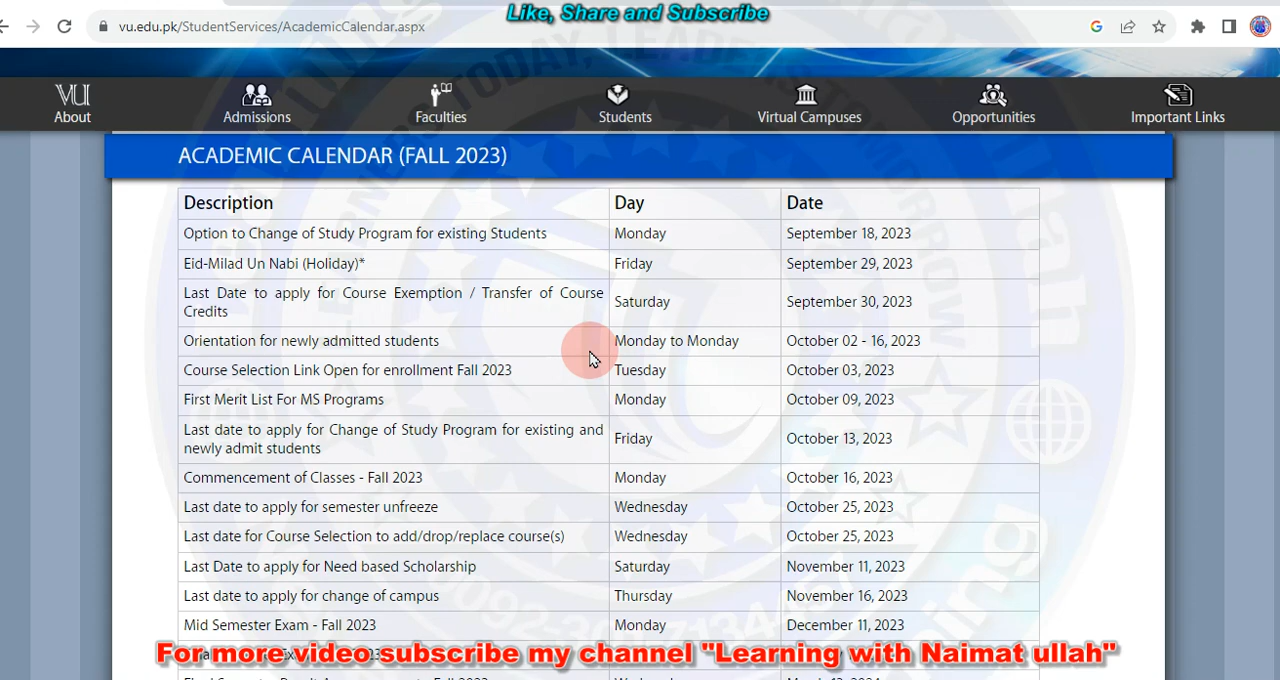 Like, Share and Subscribe
vu.edu.pk/StudentServices/AcademicCalendar.aspx
About
Admissions
Faculties
Students
Virtual Campuses
Opportunities
Important Links
ACADEMIC CALENDAR (FALL 2023)
Description Day Date
Option to Change of Study Program for existing Students Monday September 18, 2023
Eid-Milad Un Nabi (Holiday)* Friday September 29, 2023
Last Date to apply for Course Exemption / Transfer of Course
Credits Saturday September 30, 2023
Orientation for newly admitted students Monday to Monday October 02 - 16, 2023
Course Selection Link Open for enrollment Fall 2023 Tuesday October 03, 2023
First Merit List For MS Programs Monday October 09, 2023
Last date to apply for Change of Study Program for existing and
newly admit students Friday October 13, 2023
Commencement of Classes - Fall 2023 Monday October 16, 2023
Last date to apply for semester unfreeze Wednesday October 25, 2023
Last date for Course Selection to add/drop/replace course(s) Wednesday October 25, 2023
Last Date to apply for Need based Scholarship Saturday November 11, 2023
Last date to apply for change of campus Thursday November 16, 2023
Mid Semester Exam - Fall 2023 Monday December 11, 2023
For more video subscribe my channel "Learning with Naimat ullah"